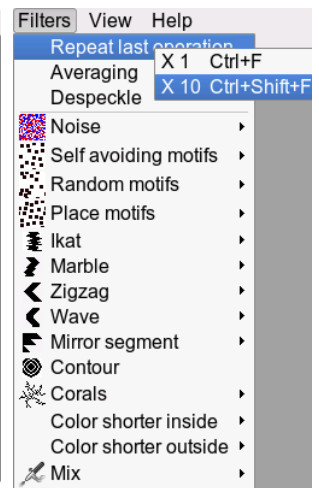 Filters View Help
Repeat last operation
X 1 Ctrl+F
Averaging
X 10 Ctrl+Shift+F
Despeckle
Noise
Self avoiding motifs
Random motifs
Place motifs
Ikat
Marble
Zigzag
Wave
Mirror segment
Contour
Corals
Color shorter inside
Color shorter outside
Mix